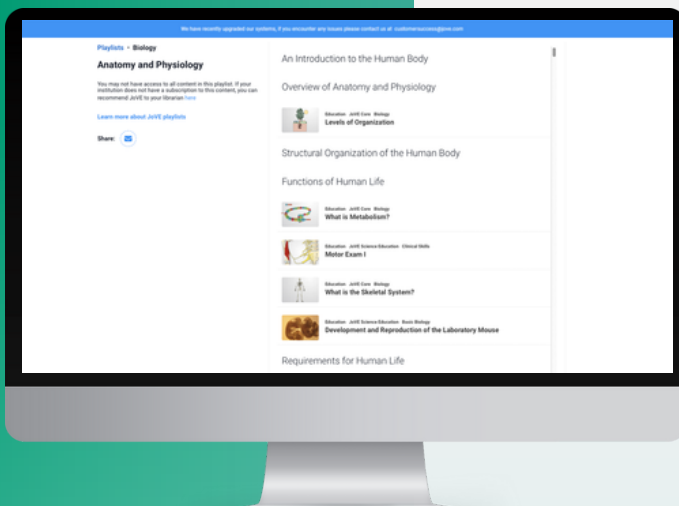 We have recently upgraded our systems, if you encounter any issues please contact us at customersuccess@jove.com
Playlists • Biology
Anatomy and Physiology
You may not have access to all content in this playlist. If your
institution does not have a subscription to this content, you can
recommend JoVE to your librarian here
Learn more about JoVE playlists
Share:
An Introduction to the Human Body
Overview of Anatomy and Physiology
Education JoVE Core Biology
Levels of Organization
Structural Organization of the Human Body
Functions of Human Life
Education JoVE Core Biology
What is Metabolism?
Education JoVE Science Education Clinical Skills
Motor Exam I
Education JoVE Core Biology
What is the Skeletal System?
Education JoVE Science Education Basic Biology
Development and Reproduction of the Laboratory Mouse
Requirements for Human Life